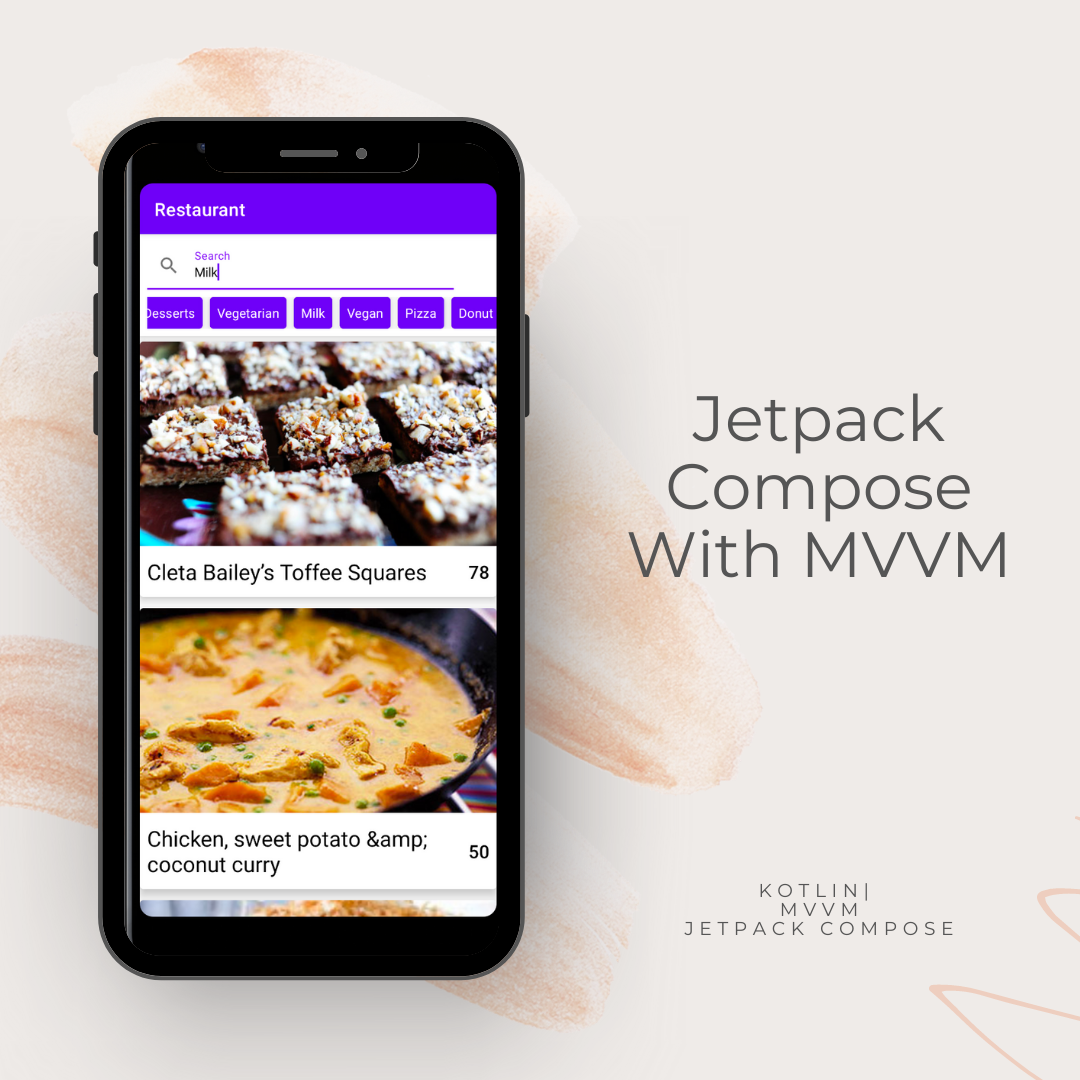 Restaurant
Search
Milk
Desserts Vegetarian Milk Vegan Pizza Donut
Cleta Bailey’s Toffee Squares 78
Chicken, sweet potato &amp;
coconut curry 50
Jetpack
Compose
With MVVM
KOTLIN|
MVVM
JETPACK COMPOSE